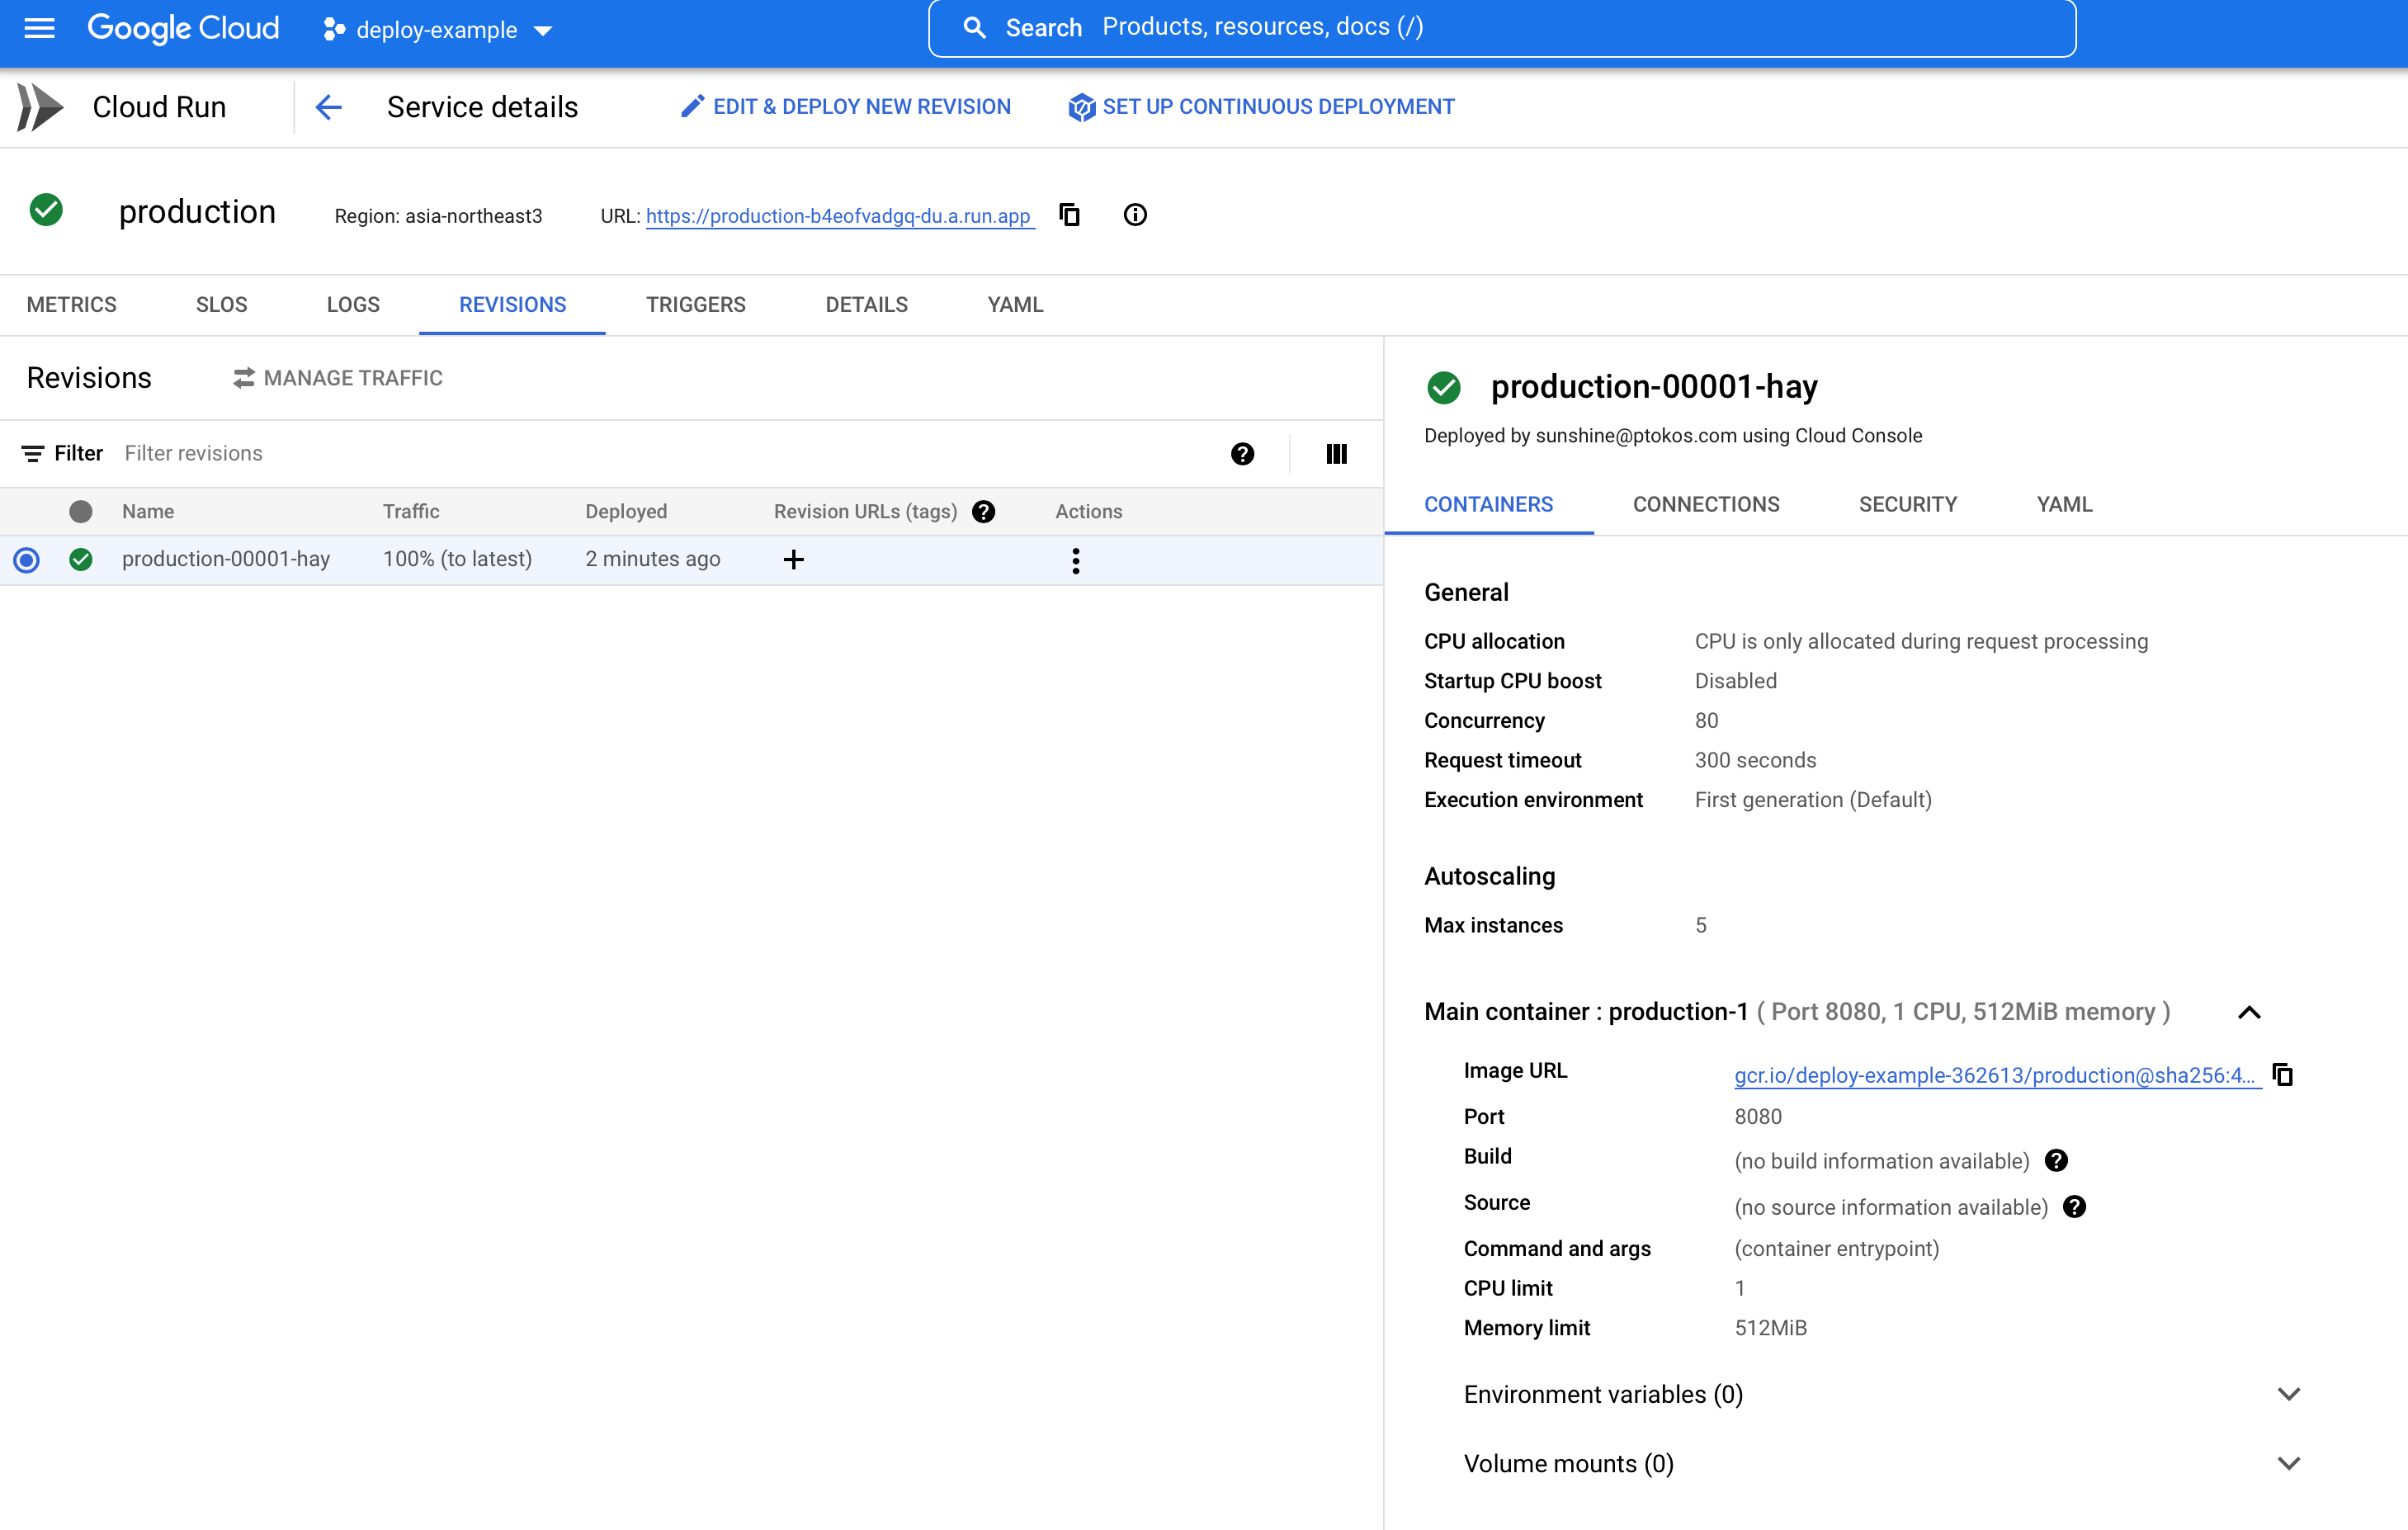 Google Cloud
deploy-example
Search Products, resources, docs (/)
Cloud Run
Service details
EDIT & DEPLOY NEW REVISION
SET UP CONTINUOUS DEPLOYMENT
production
Region: asia-northeast3
URL: https://production-b4eofvadgq-du.a.run.app
METRICS
SLOS
LOGS
REVISIONS
TRIGGERS
DETAILS
YAML
Revisions
MANAGE TRAFFIC
Filter Filter revisions
Name Traffic Deployed Revision URLs (tags) Actions
production-00001-hay 100% (to latest) 2 minutes ago
production-00001-hay
Deployed by sunshine@ptokos.com using Cloud Console
CONTAINERS
CONNECTIONS
SECURITY
YAML
General
CPU allocation CPU is only allocated during request processing
Startup CPU boost Disabled
Concurrency 80
Request timeout 300 seconds
Execution environment First generation (Default)
Autoscaling
Max instances 5
Main container : production-1 ( Port 8080, 1 CPU, 512MiB memory )
Image URL gcr.io/deploy-example-362613/production@sha256:4...
Port 8080
Build (no build information available)
Source (no source information available)
Command and args (container entrypoint)
CPU limit 1
Memory limit 512MiB
Environment variables (0)
Volume mounts (0)